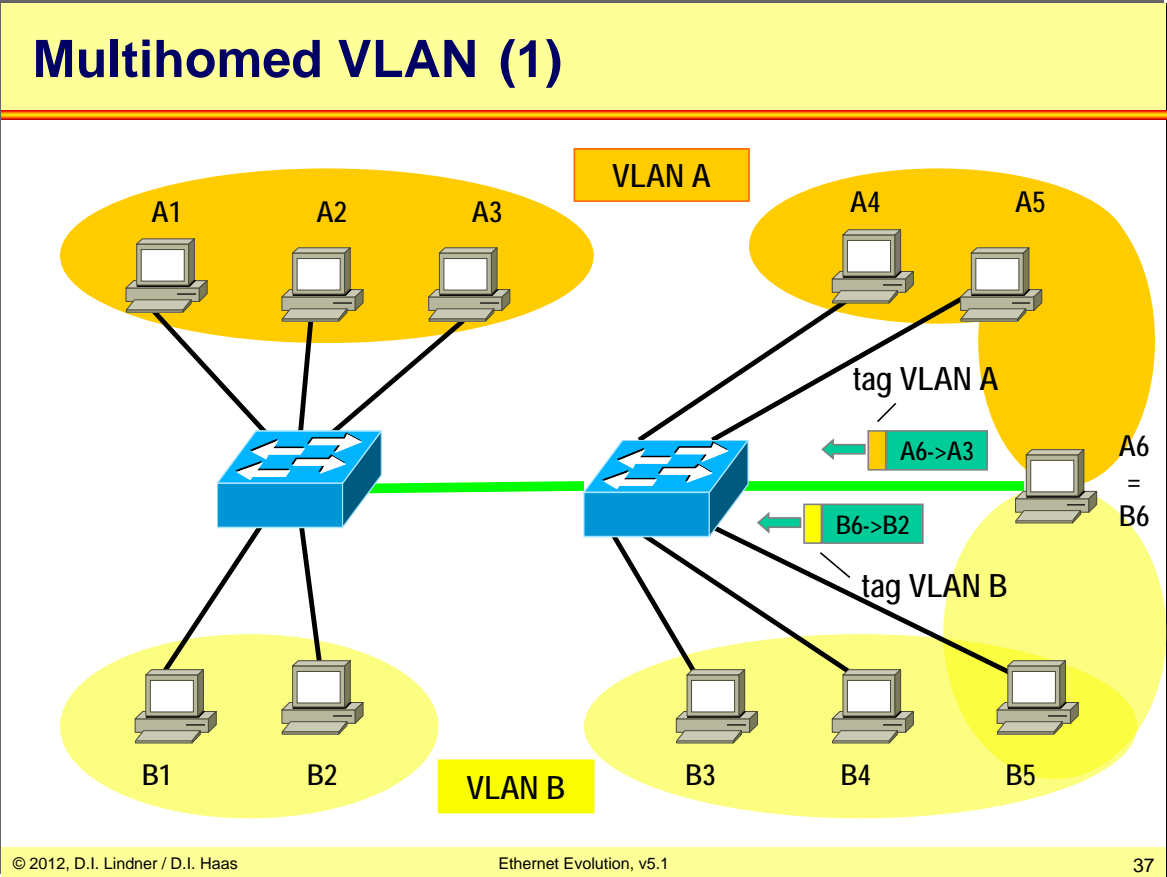 Multihomed VLAN (1)
VLAN A
A1
A2
A3
A4
A5
tag VLAN A
A6->A3
A6
=
B6
B6->B2
tag VLAN B
B1
B2
VLAN B
B3
B4
B5
© 2012, D.I. Lindner / D.I. Haas
Ethernet Evolution, v5.1
37